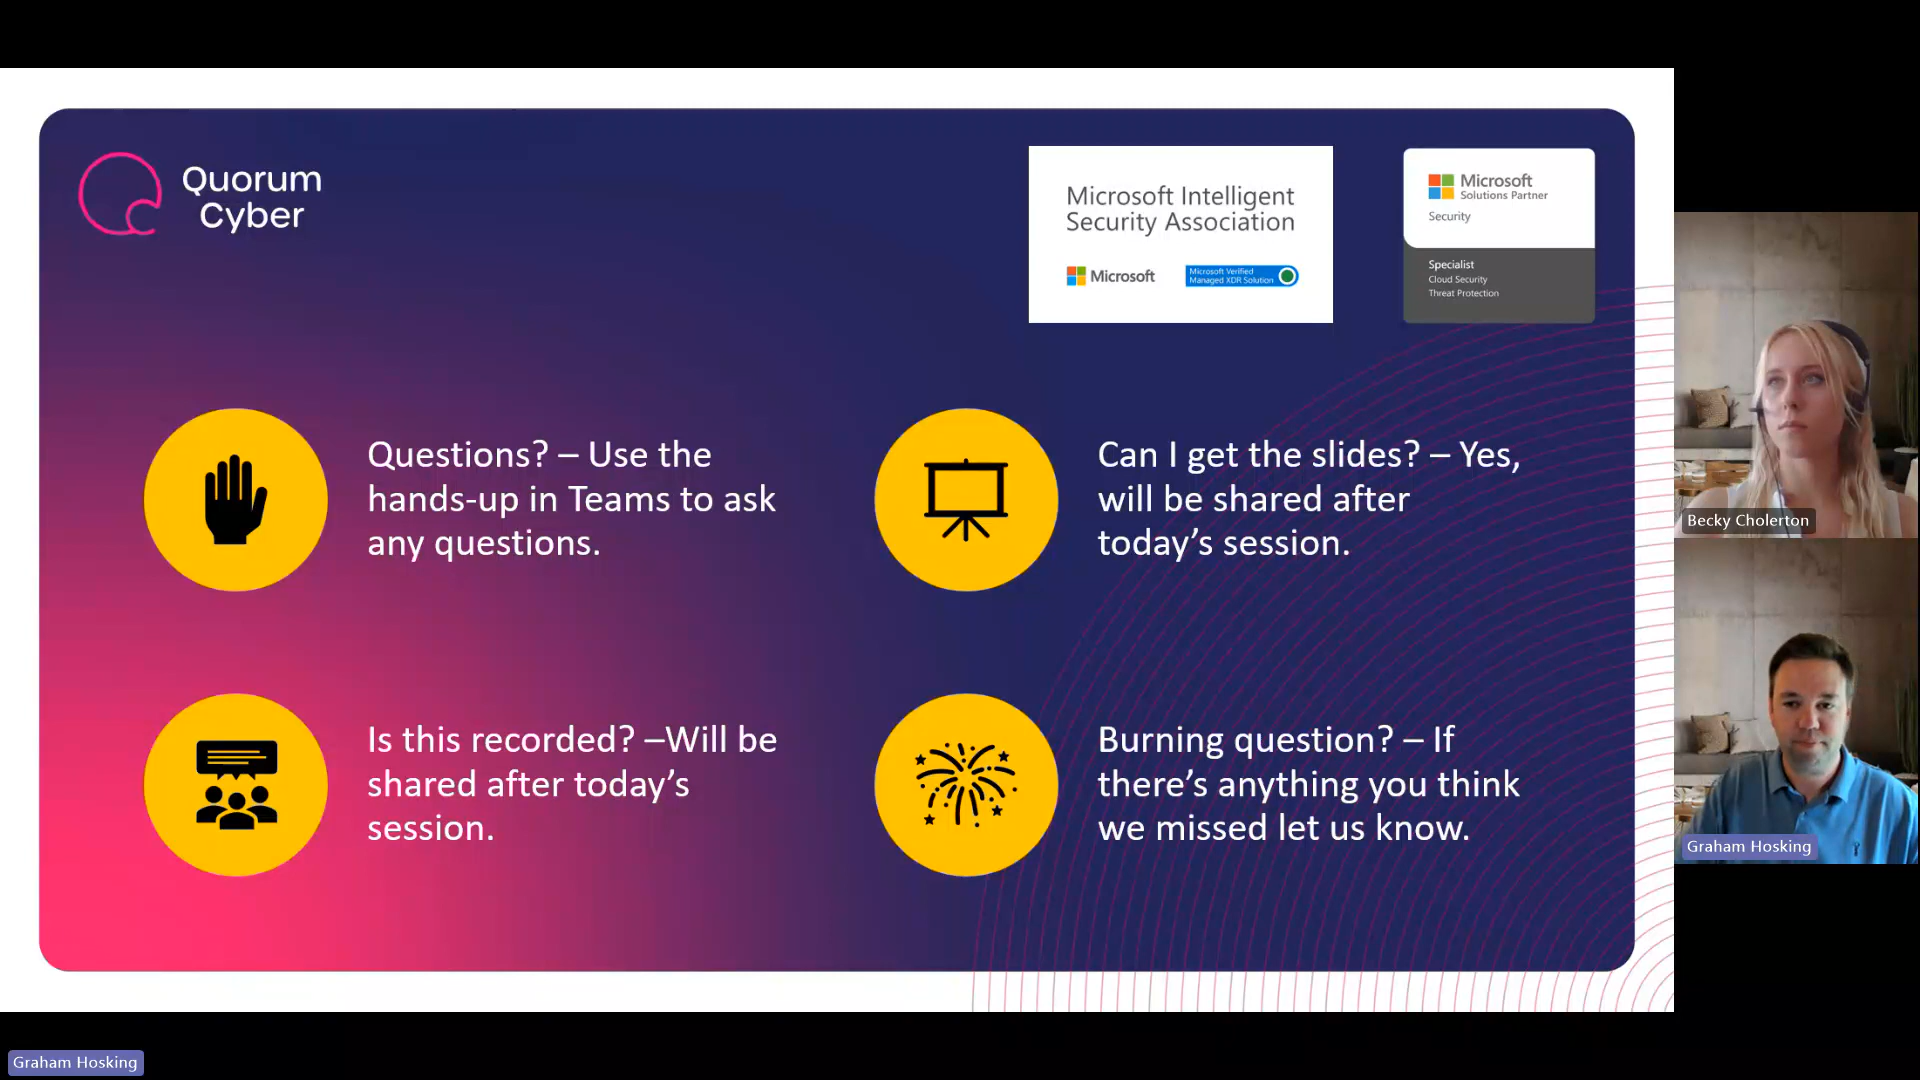 Quorum
Cyber
Microsoft Intelligent
Security Association
Microsoft
Microsoft Verified
Managed XDR Solution
Microsoft
Solutions Partner
Security
Specialist
Cloud Security
Threat Protection
Questions? – Use the
hands-up in Teams to ask
any questions.
Can I get the slides? – Yes,
will be shared after
today’s session.
Is this recorded? –Will be
shared after today’s
session.
Burning question? – If
there’s anything you think
we missed let us know.
Becky Cholerton
Graham Hosking
Graham Hosking